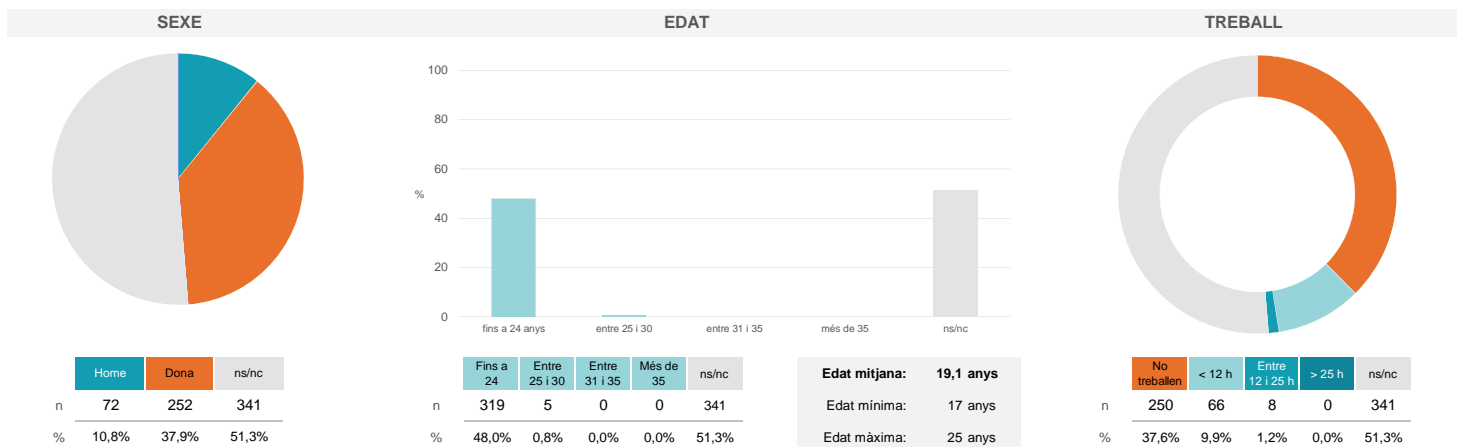 SEXE
EDAT
TREBALL
100
80
60
%
40
20
0
fins a 24 anys
entre 25 i 30
entre 31 i 35
més de 35
ns/nc
Home Dona ns/nc
n 72 252 341
% 10,8% 37,9% 51,3%
Fins a 24 Entre 25 i 30 Entre 31 i 35 Més de 35 ns/nc
n 319 5 0 0 341
% 48,0% 0,8% 0,0% 0,0% 51,3%
Edat mitjana: 19,1 anys
Edat mínima: 17 anys
Edat màxima: 25 anys
No treballen < 12 h Entre 12 i 25 h > 25 h ns/nc
n 250 66 8 0 341
% 37,6% 9,9% 1,2% 0,0% 51,3%